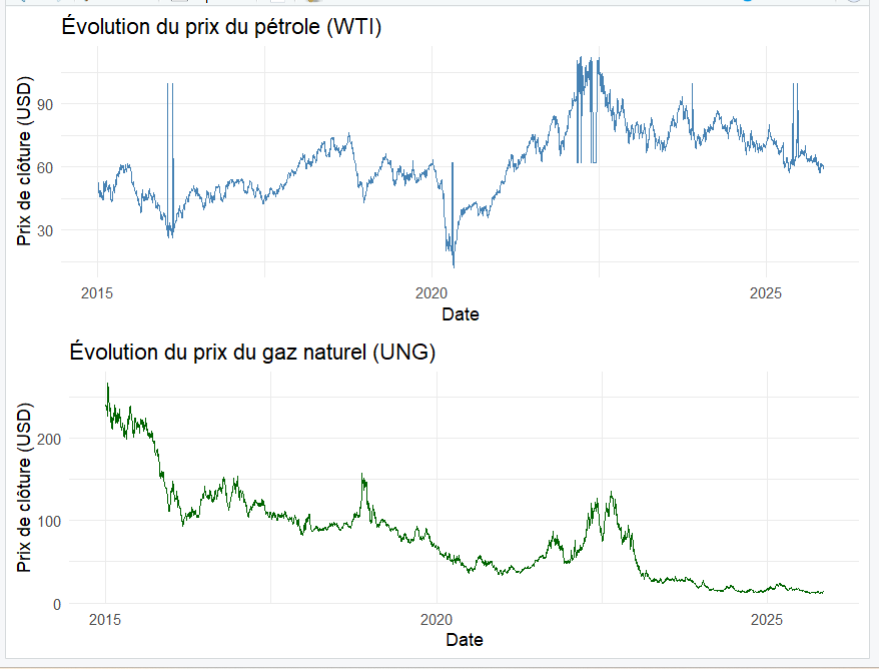 Évolution du prix du pétrole (WTI)
Prix de clôture (USD)
90
60
30
2015
2020
2025
Date
Évolution du prix du gaz naturel (UNG)
Prix de clôture (USD)
200
100
0
2015
2020
2025
Date